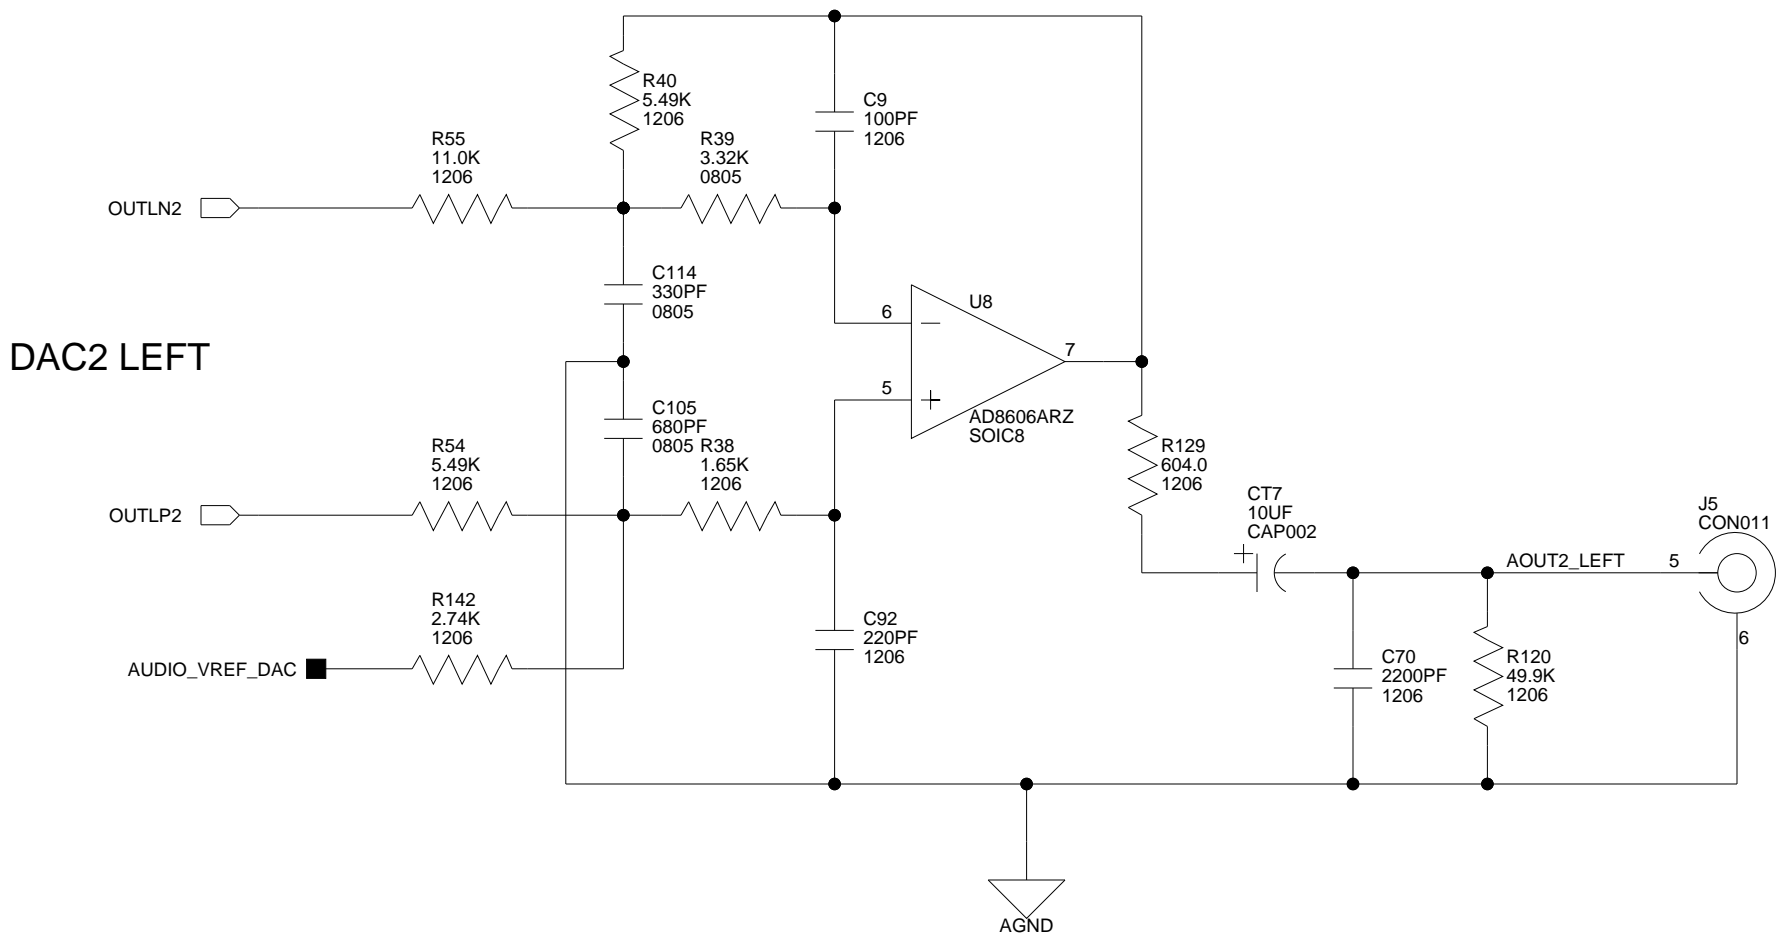 R40
5.49K
1206
C9
100PF
1206
R55
11.0K
1206
R39
3.32K
0805
OUTLN2
C114
330PF
0805
U8
6
7
5
AD8606ARZ
SOIC8
DAC2 LEFT
C105
680PF
0805
R54
5.49K
1206
R38
1.65K
1206
OUTLP2
R129
604.0
1206
CT7
10UF
CAP002
J5
CON011
AOUT2_LEFT
5
6
R142
2.74K
1206
AUDIO_VREF_DAC
C92
220PF
1206
C70
2200PF
1206
R120
49.9K
1206
AGND